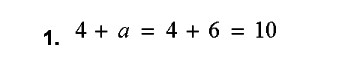 1. 4 + a = 4 + 6 = 10